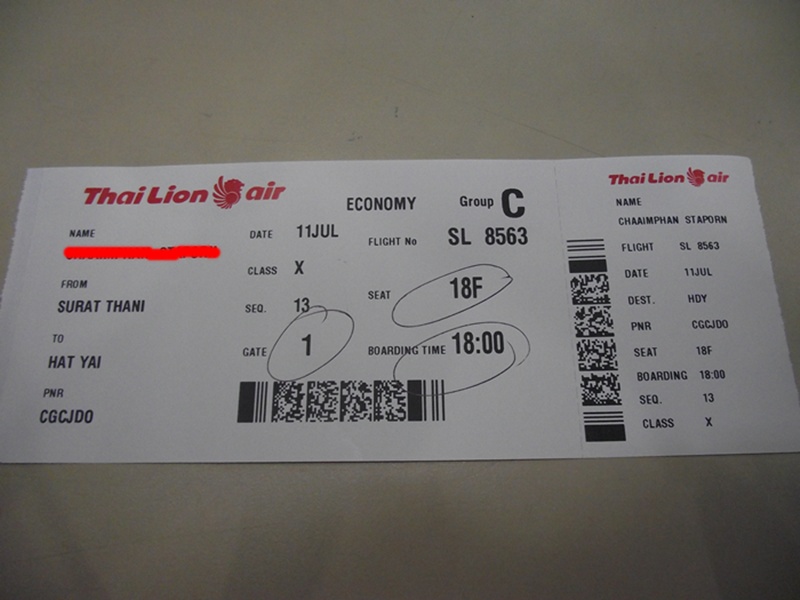 Thai Lion air
ECONOMY Group C
NAME
DATE 11JUL FLIGHT No SL 8563
CLASS X
FROM
SURAT THANI
SEQ. 13 SEAT 18F
TO
HAT YAI
GATE 1 BOARDING TIME 18:00
PNR
CGCJDO
Thai Lion air
NAME
CHAAIMPHAN STAPORN
FLIGHT SL 8563
DATE 11JUL
DEST. HDY
PNR CGCJDO
SEAT 18F
BOARDING 18:00
SEQ. 13
CLASS X